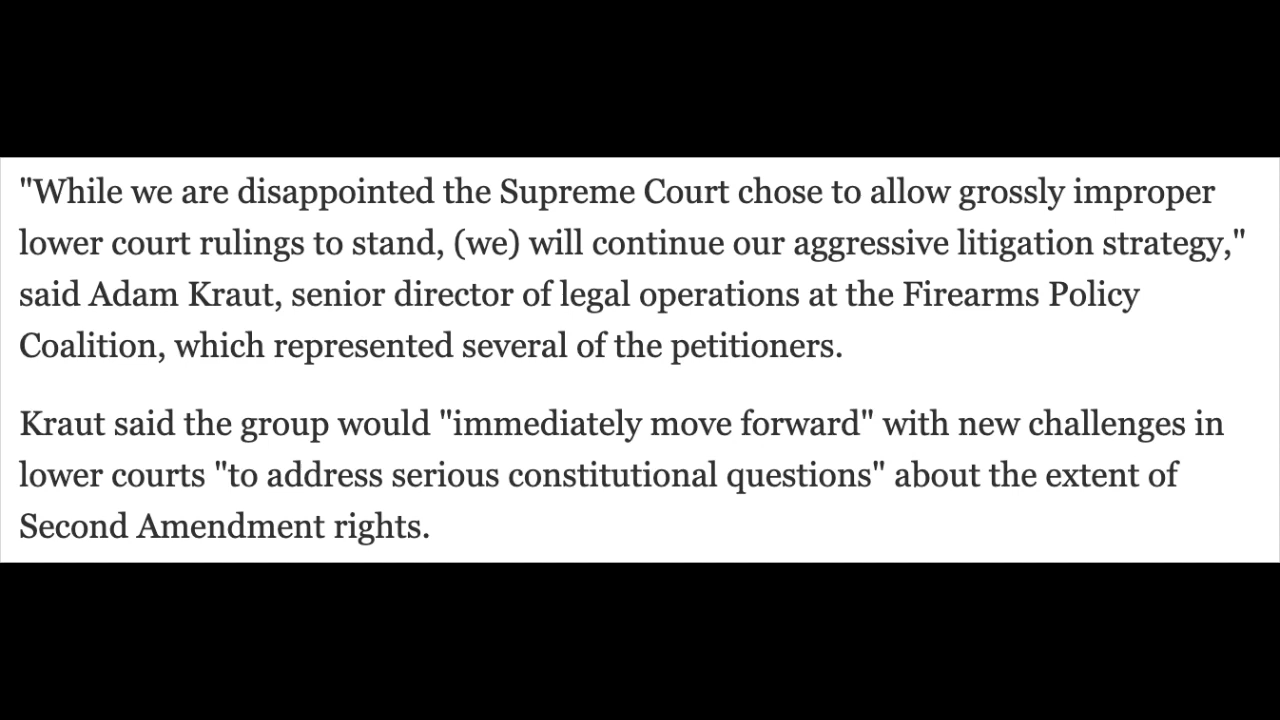 "While we are disappointed the Supreme Court chose to allow grossly improper
lower court rulings to stand, (we) will continue our aggressive litigation strategy,"
said Adam Kraut, senior director of legal operations at the Firearms Policy
Coalition, which represented several of the petitioners.
Kraut said the group would "immediately move forward" with new challenges in
lower courts "to address serious constitutional questions" about the extent of
Second Amendment rights.